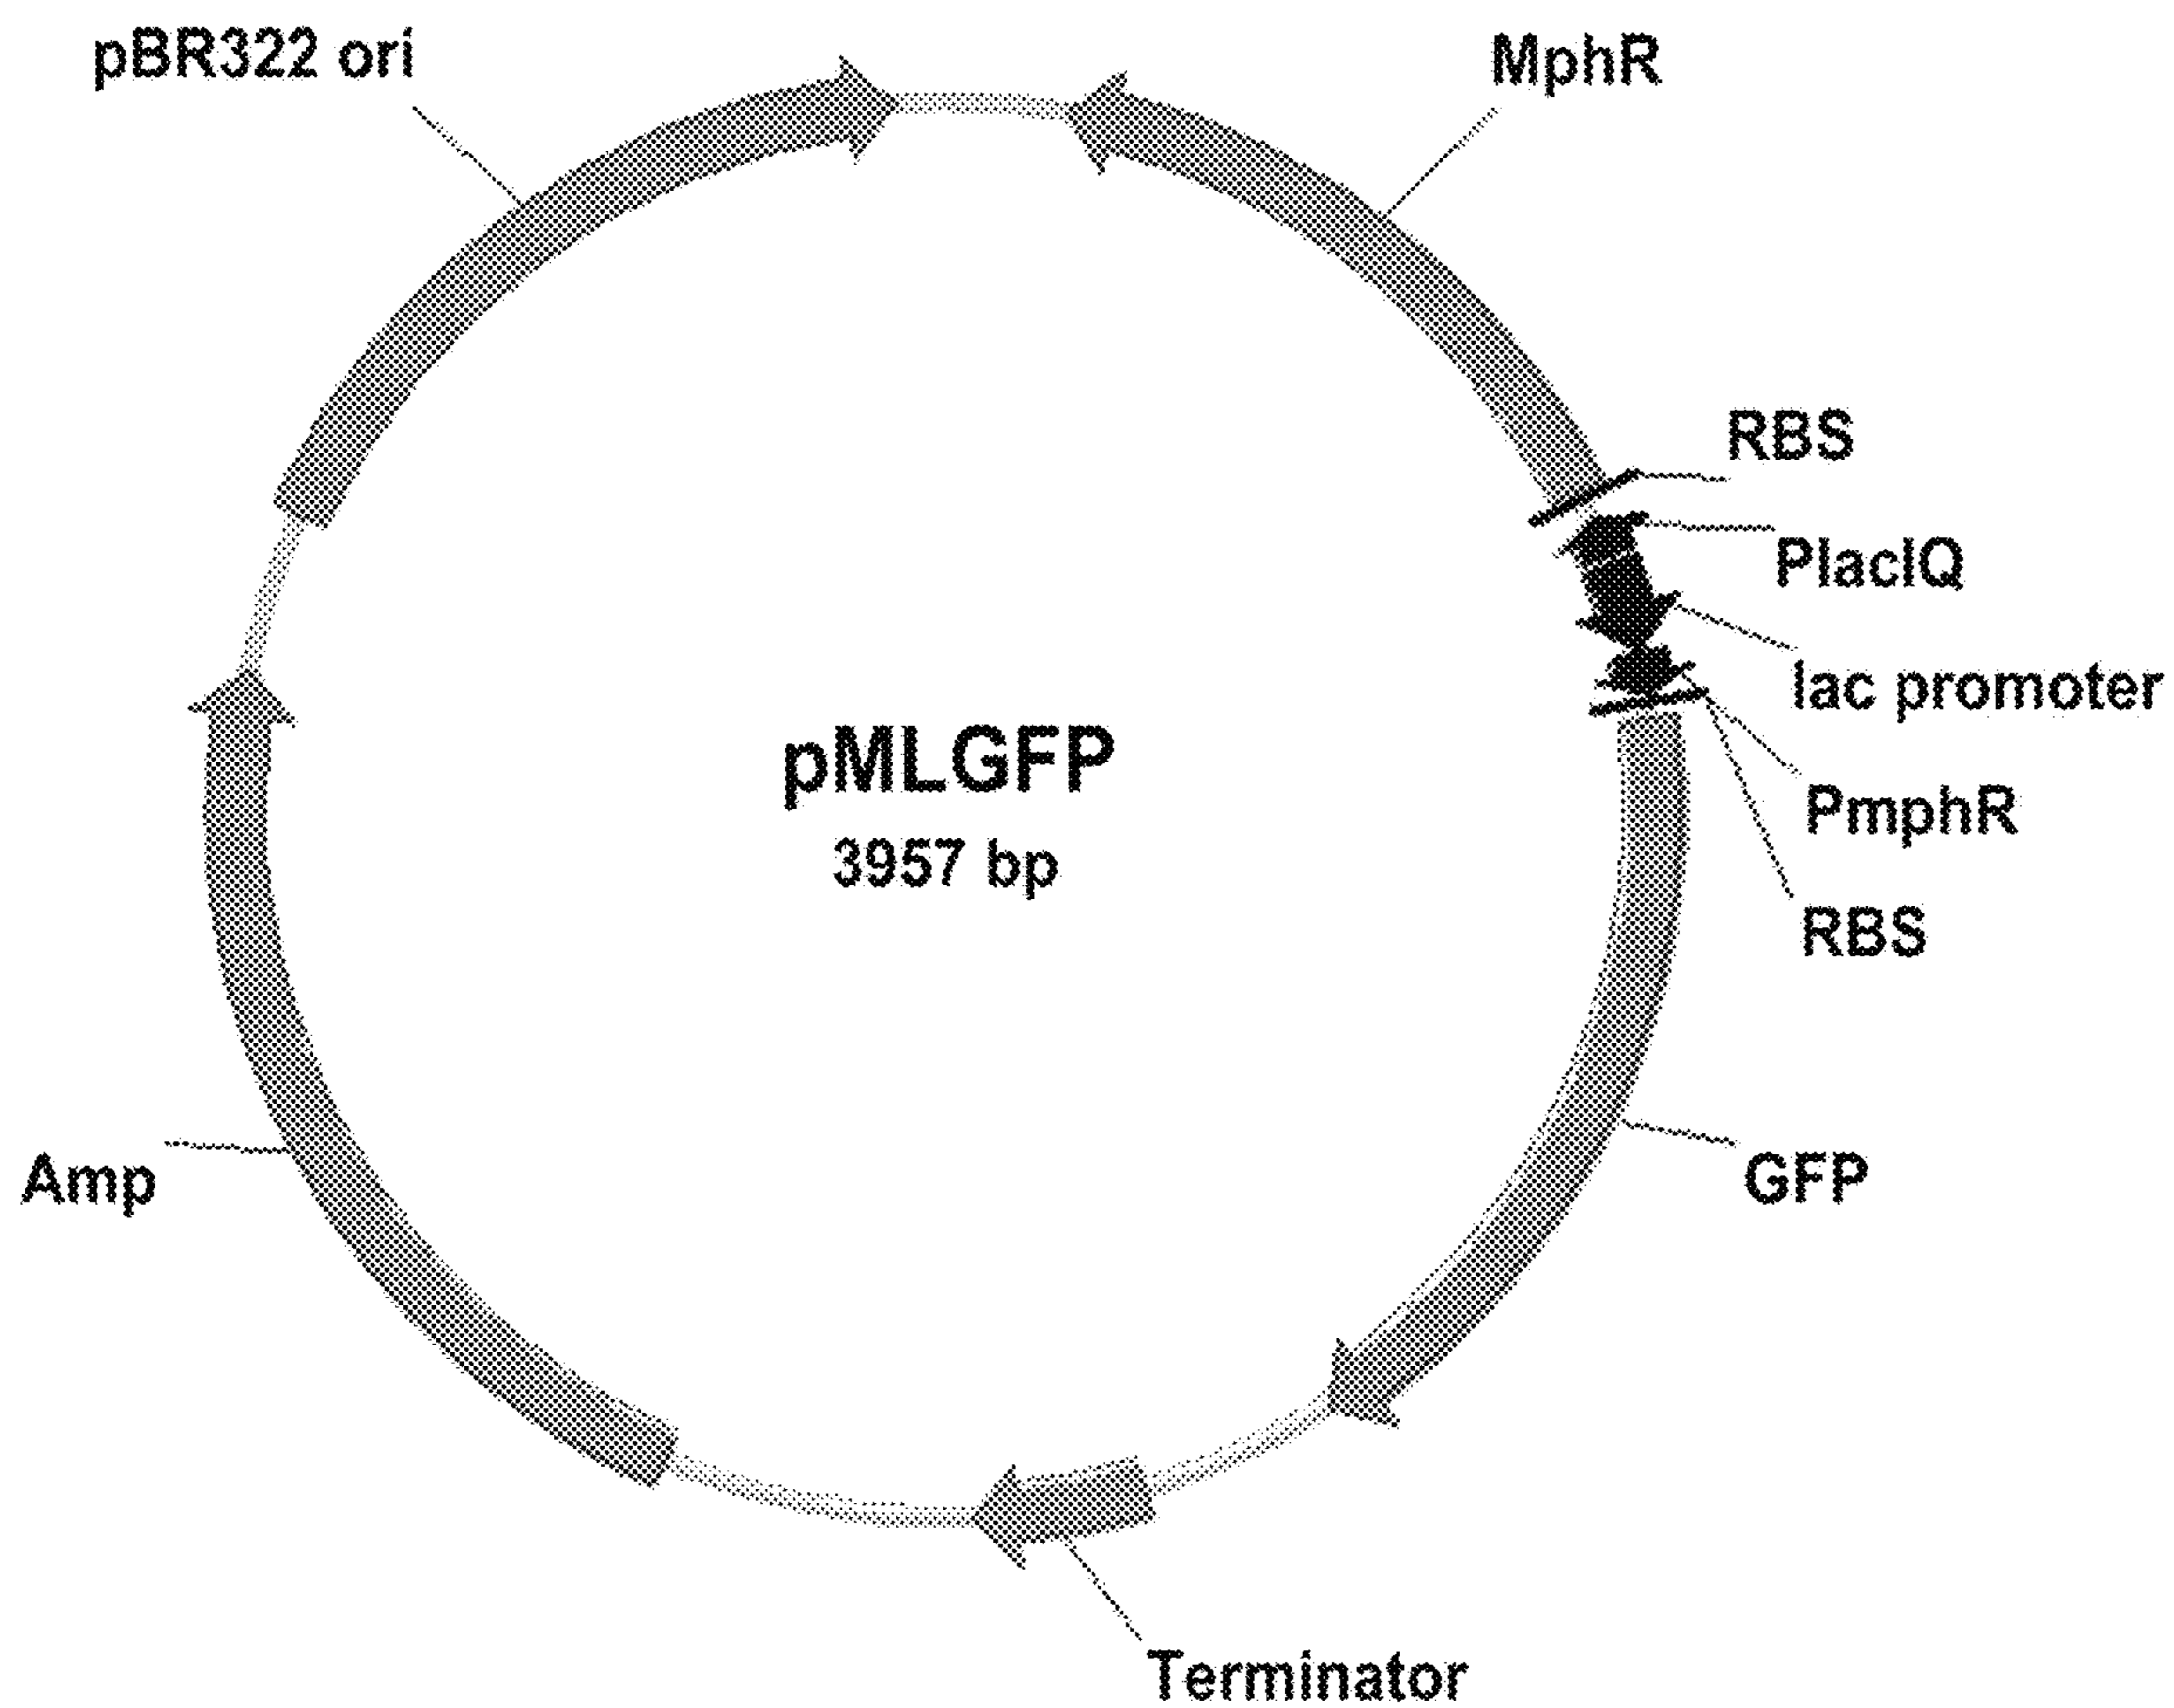 pBR322 ori
MphR
RBS
PlacIQ
lac promoter
pMLGFP
3957 bp
PmphR
RBS
Amp
GFP
Terminator